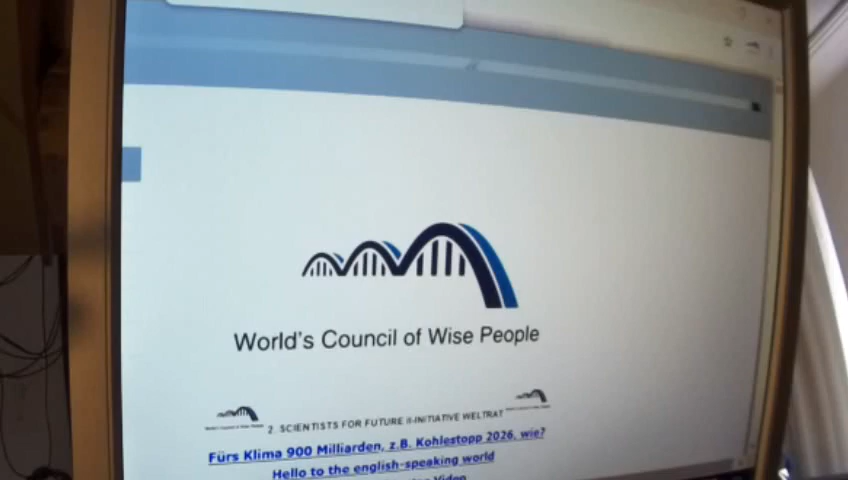 World's Council of Wise People
2. SCIENTISTS FOR FUTURE II-INITIATIVE WELTRAT
Fürs Klima 900 Milliarden, z.B. Kohlestopp 2026, wie?
Hello to the english-speaking world
Video